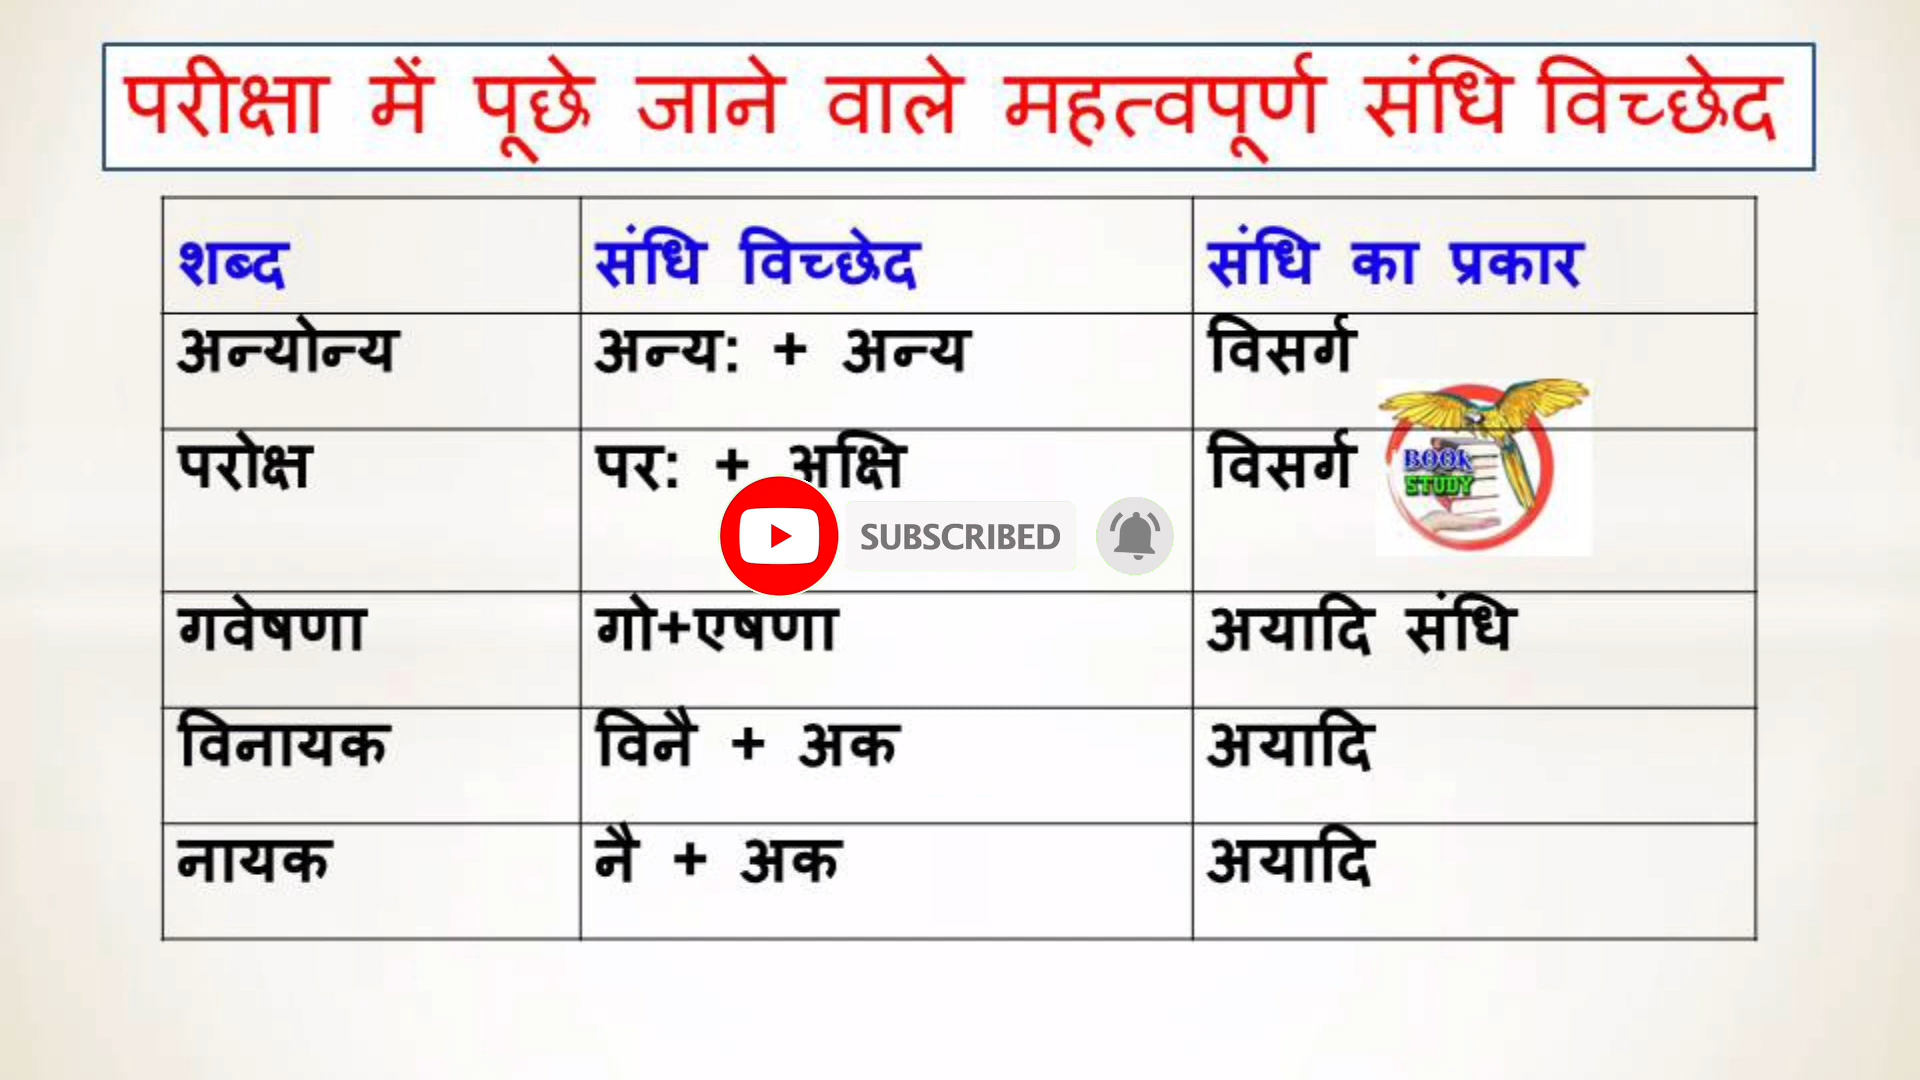 परीक्षा में पूछे जाने वाले महत्वपूर्ण संधि विच्छेद
शब्द संधि विच्छेद संधि का प्रकार
अन्योन्य अन्य: + अन्य विसर्ग
परोक्ष पर: + अक्षि विसर्ग
BOOK
STUDY
SUBSCRIBED
गवेषणा गो+एषणा अयादि संधि
विनायक विनै + अक अयादि
नायक नै + अक अयादि